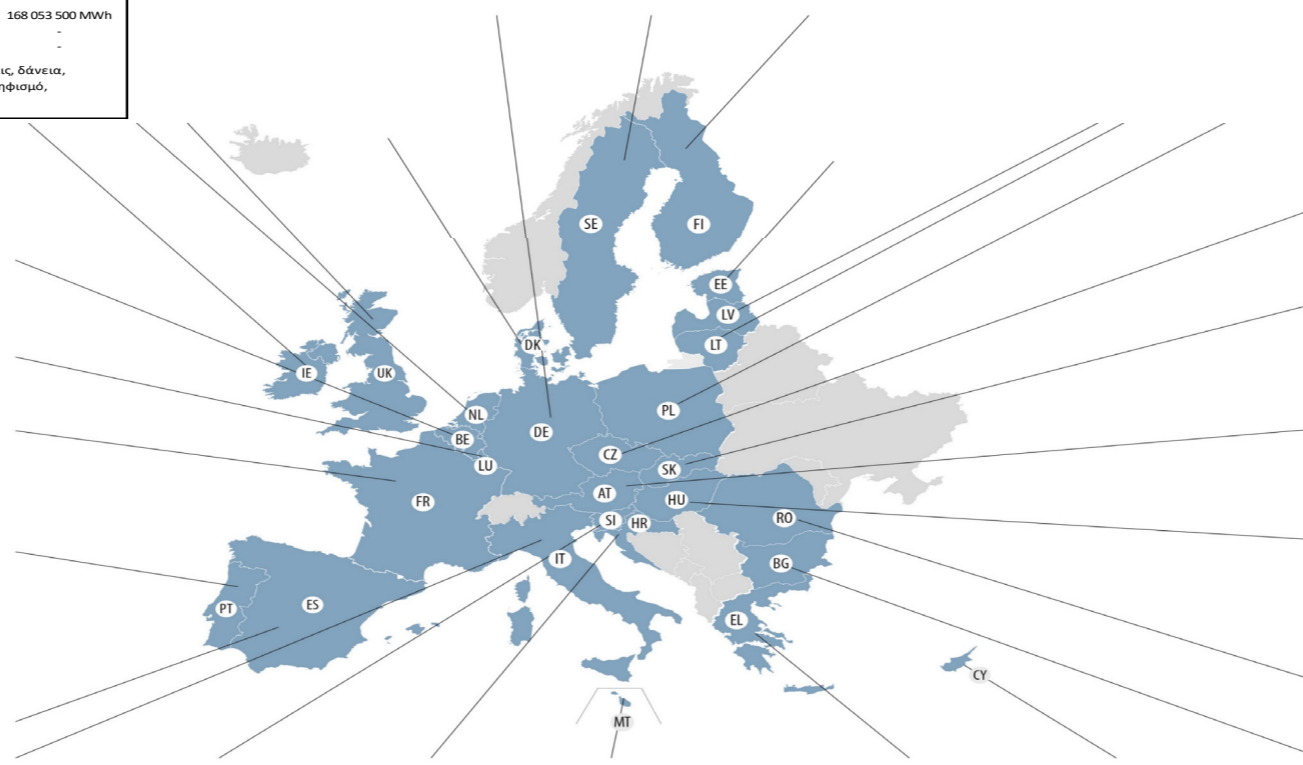 168 053 500 MWh
-
-
ις, δάνεια,
ηφισμό,
SE
FI
EE
LV
DK
LT
IE
UK
NL
PL
DE
BE
CZ
LU
SK
AT
FR
HU
SI
HR
RO
IT
BG
ES
PT
EL
CY
MT